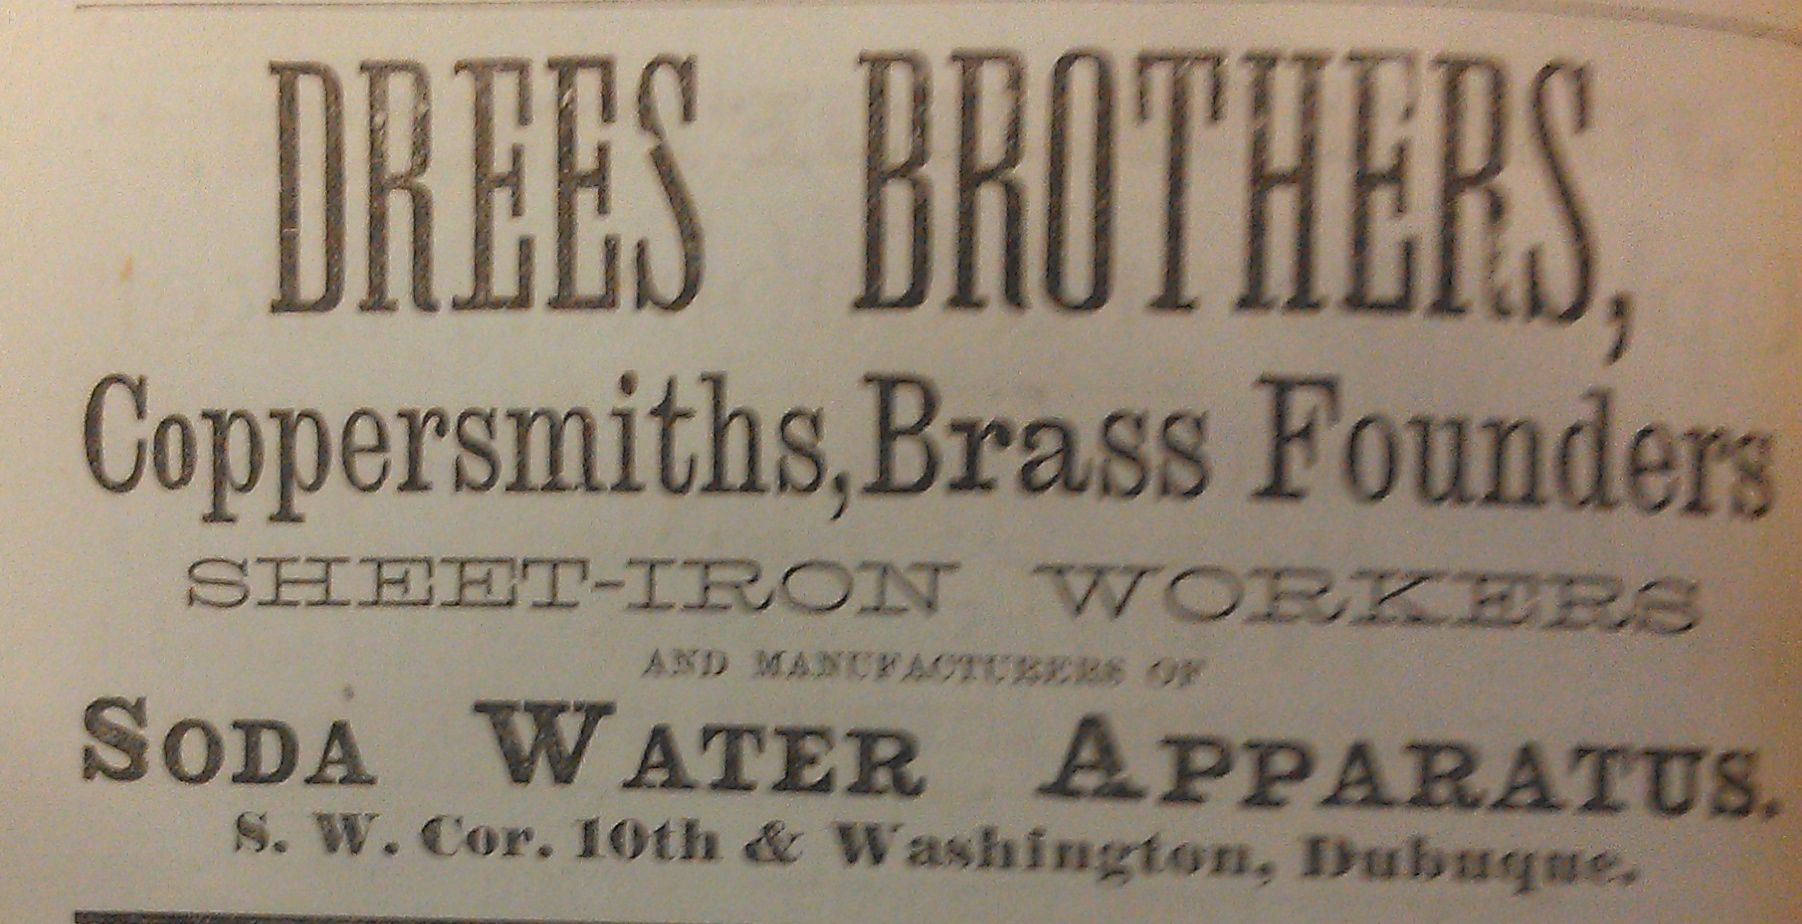 DREES BROTHERS,
Coppersmiths, Brass Founders
SHEET-IRON WORKERS
AND MANUFACTURERS OF
SODA WATER APPARATUS.
S. W. Cor. 10th & Washington, Dubuque.